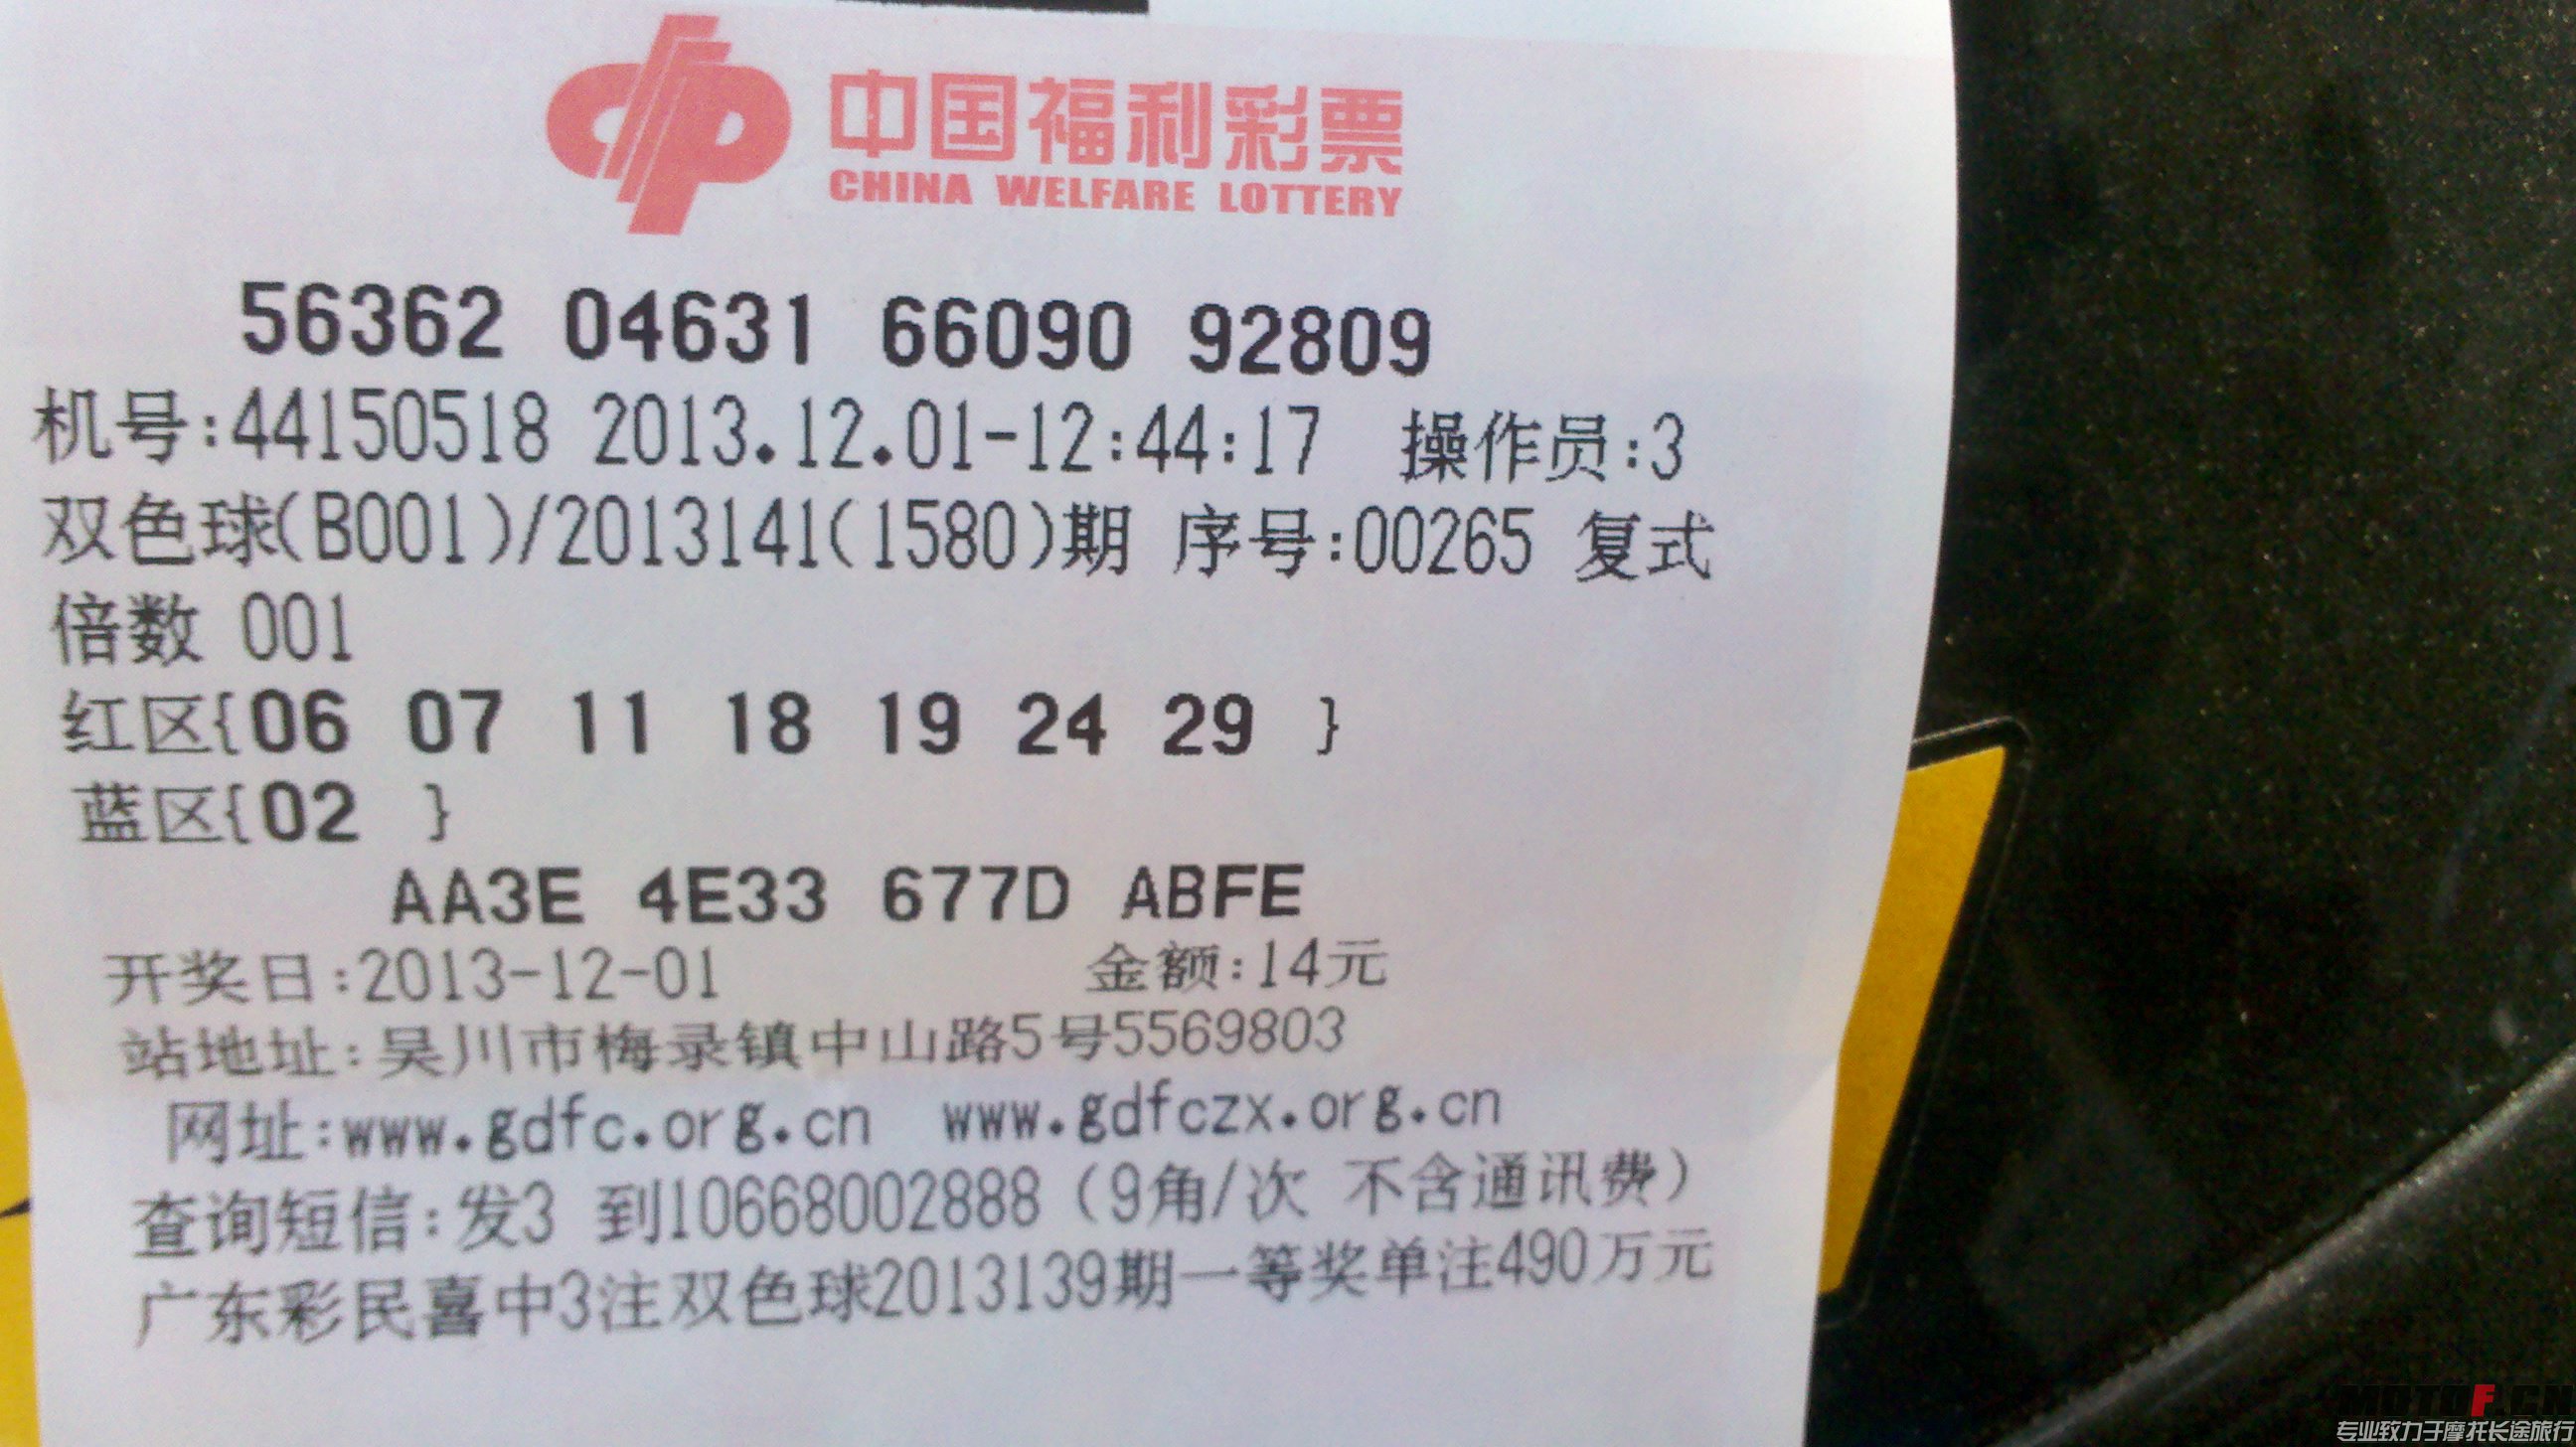 中国福利彩票
CHINA WELFARE LOTTERY
56362 04631 66090 92809
机号:44150518 2013.12.01-12:44:17 操作员:3
双色球(B001)/2013141(1580)期 序号:00265 复式
倍数 001
红区{06 07 11 18 19 24 29 }
蓝区{02 }
AA3E 4E33 677D ABFE
开奖日:2013-12-01 金额:14元
站地址:吴川市梅录镇中山路5号5569803
网址:www.gdfc.org.cn www.gdfczx.org.cn
查询短信:发3 到10668002888（9角/次 不含通讯费）
广东彩民喜中3注双色球2013139期一等奖单注490万元
MOTOF.CN
专业致力于摩托长途旅行